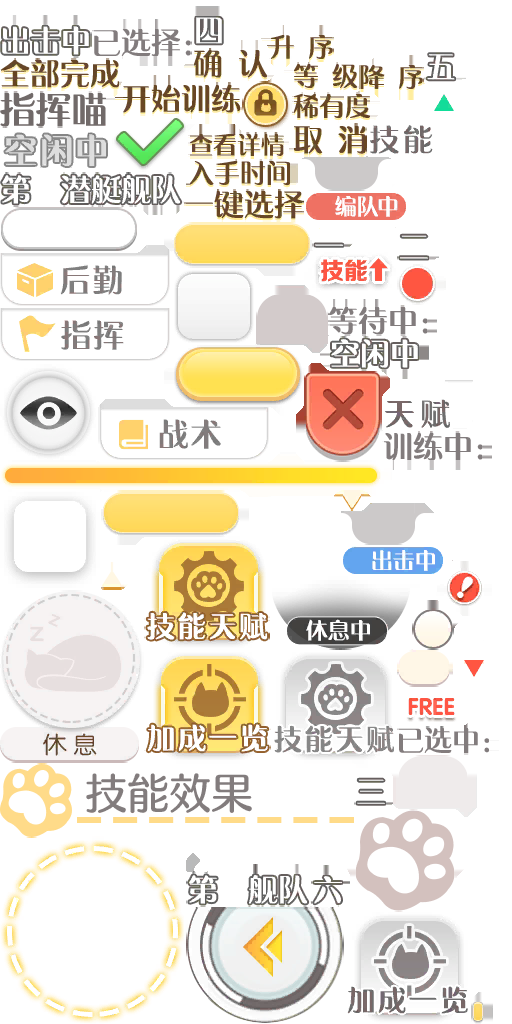 四
出击中
已选择:
升 序
确 认
全部完成
等 级
降 序
五
指挥喵
开始训练
稀有度
空闲中
查看详情
取 消
技能
入手时间
第 潜艇舰队
一键选择
编队中
一
二
后勤
技能
等待中:
指挥
空闲中
天赋
战术
训练中:
出击中
技能天赋
休息中
FREE
休息
加成一览
技能天赋
已选中:
技能效果
三
第 舰队
六
加成一览